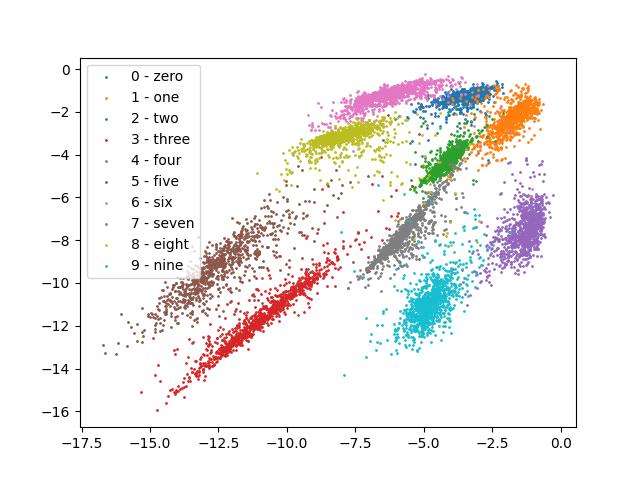 0 - zero
1 - one
2 - two
3 - three
4 - four
5 - five
6 - six
7 - seven
8 - eight
9 - nine
0
−2
−4
−6
−8
−10
−12
−14
−16
−17.5 −15.0 −12.5 −10.0 −7.5 −5.0 −2.5 0.0